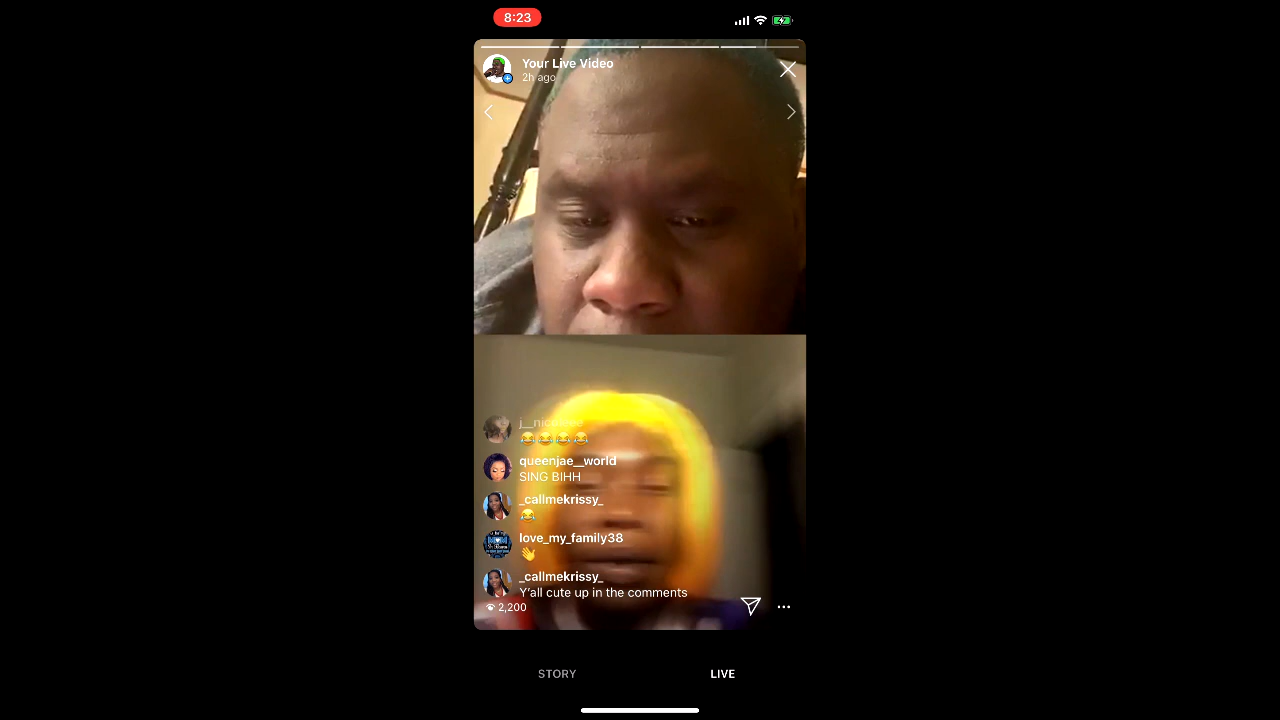 8:23
Your Live Video
2h ago
😂😂😂😂
queenjae__world
SING BIHH
_callmekrissy_
😂
love_my_family38
👋
_callmekrissy_
Y'all cute up in the comments
2,200
STORY
LIVE